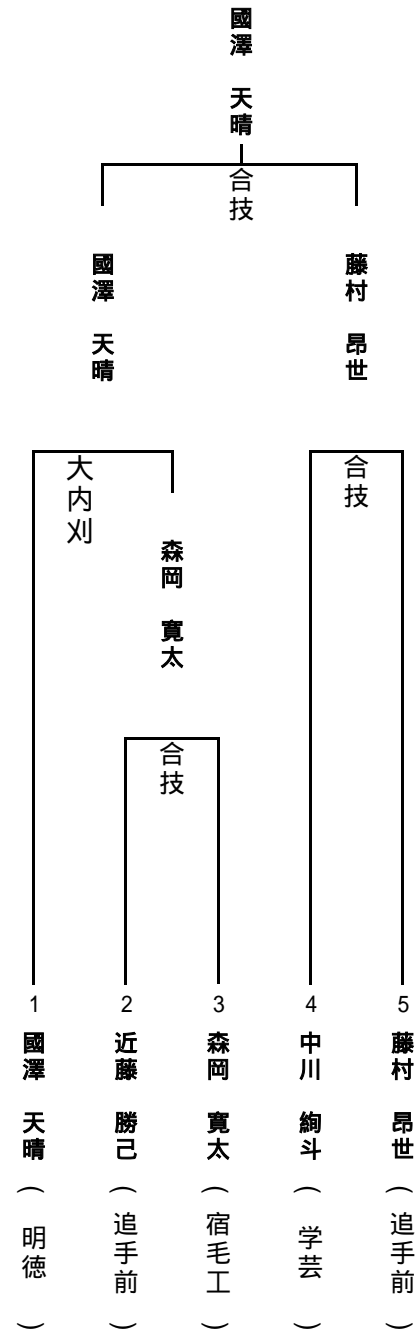 國澤 天晴
合技
國澤 天晴
藤村 昂世
大内刈
合技
森岡 寛太
合技
1
2
3
4
5
國澤 天晴 （ 明徳 ）
近藤 勝己 （ 追手前 ）
森岡 寛太 （ 宿毛工 ）
中川 絢斗 （ 学芸 ）
藤村 昂世 （ 追手前 ）